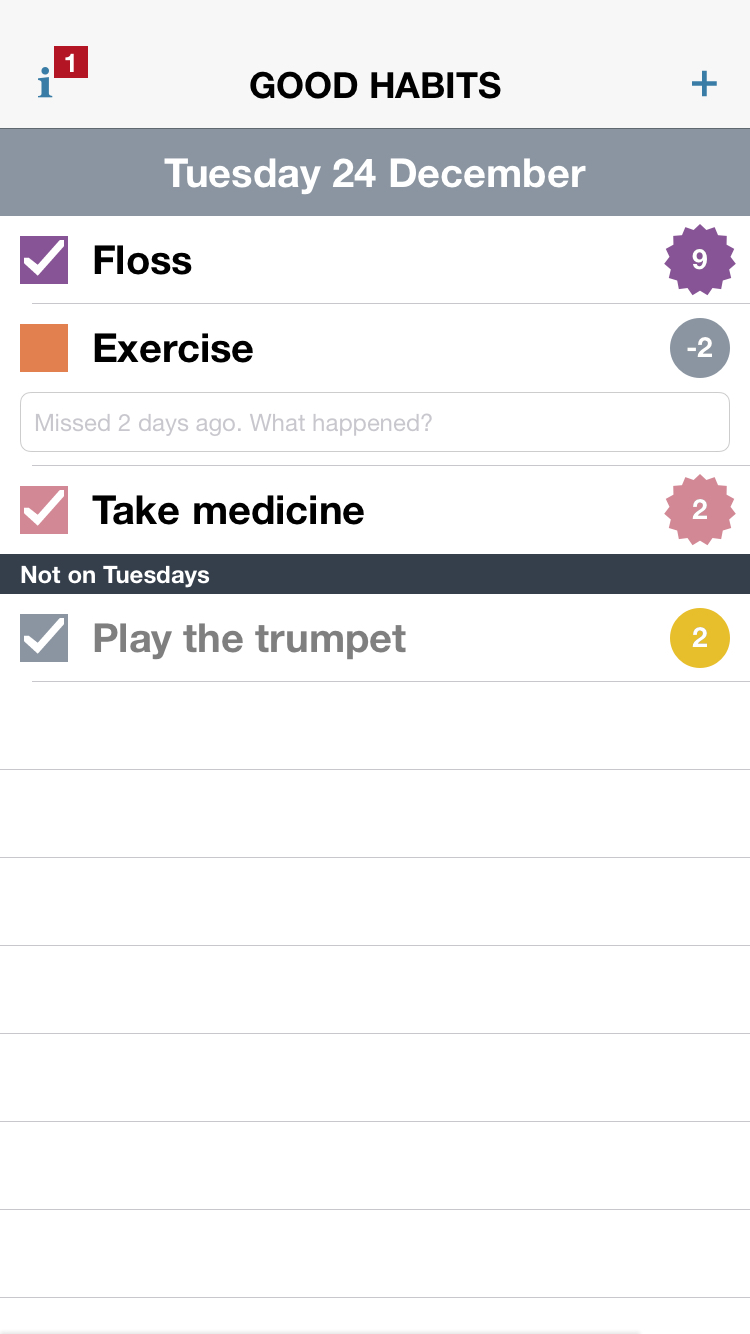 1
i
GOOD HABITS
+
Tuesday 24 December
Floss
9
Exercise
-2
Missed 2 days ago. What happened?
Take medicine
2
Not on Tuesdays
Play the trumpet
2